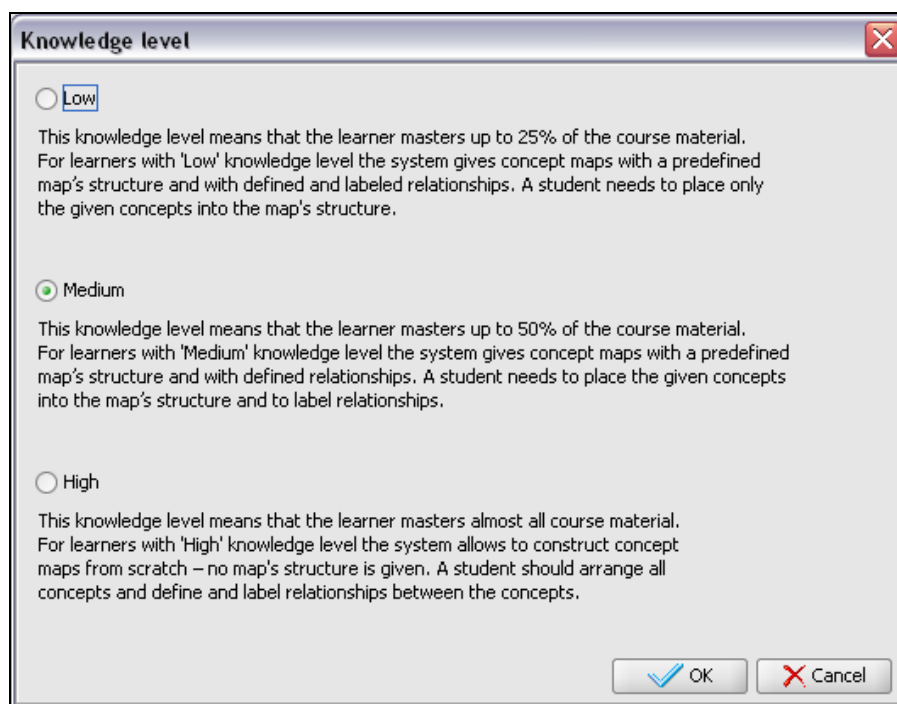 Knowledge level
Low
This knowledge level means that the learner masters up to 25% of the course material.
For learners with 'Low' knowledge level the system gives concept maps with a predefined
map's structure and with defined and labeled relationships. A student needs to place only
the given concepts into the map's structure.
Medium
This knowledge level means that the learner masters up to 50% of the course material.
For learners with 'Medium' knowledge level the system gives concept maps with a predefined
map's structure and with defined relationships. A student needs to place the given concepts
into the map's structure and to label relationships.
High
This knowledge level means that the learner masters almost all course material.
For learners with 'High' knowledge level the system allows to construct concept
maps from scratch – no map's structure is given. A student should arrange all
concepts and define and label relationships between the concepts.
OK Cancel